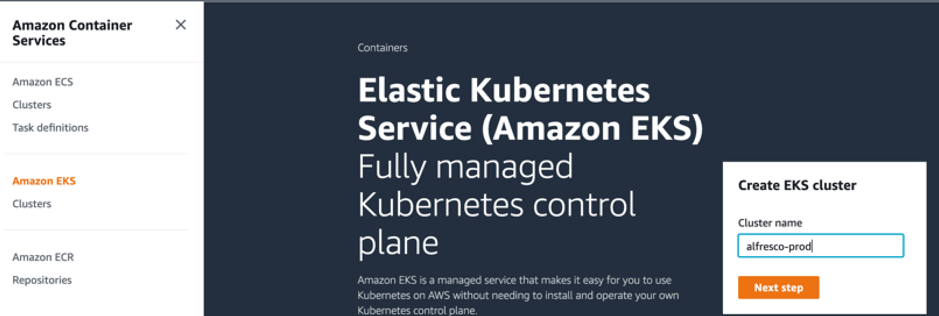 Amazon Container
Services
Amazon ECS
Clusters
Task definitions
Amazon EKS
Clusters
Amazon ECR
Repositories
Containers
Elastic Kubernetes
Service (Amazon EKS)
Fully managed
Kubernetes control
plane
Amazon EKS is a managed service that makes it easy for you to use
Kubernetes on AWS without needing to install and operate your own
Kubernetes control plane.
Create EKS cluster
Cluster name
alfresco-prod
Next step